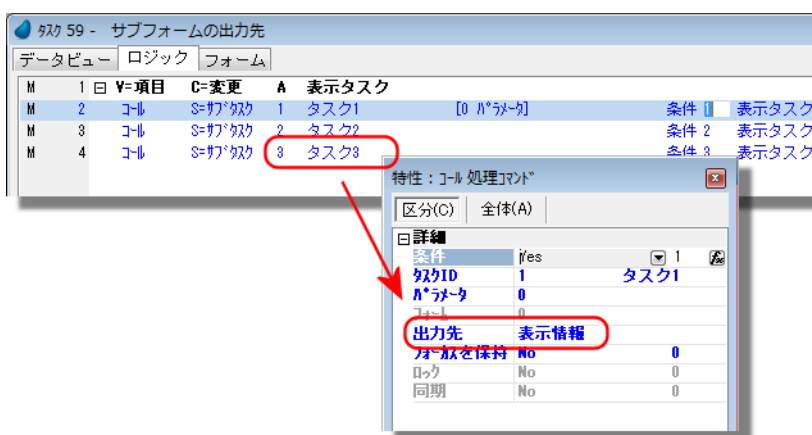 ﾀｽｸ 59 - サブフォームの出力先
データビュー ロジック フォーム
M 1 V=項目 C=変更 A 表示タスク
M 2 ｺｰﾙ S=ｻﾌﾞﾀｽｸ 1 タスク1 [0 ﾊﾟﾗﾒｰﾀ] 条件 1 表示タスク
M 3 ｺｰﾙ S=ｻﾌﾞﾀｽｸ 2 タスク2 条件 2 表示タスク
M 4 ｺｰﾙ S=ｻﾌﾞﾀｽｸ 3 タスク3 条件 3 表示タスク
特性：ｺｰﾙ処理ｺﾏﾝﾄﾞ
区分(C) 全体(A)
詳細
条件 Yes 1
ﾀｽｸID 1 タスク1
ﾊﾟﾗﾒｰﾀ 0
ﾌｫｰﾑ 0
出力先 表示情報
ﾌｫｰｶｽを保持 No 0
ﾛｯｸ No 0
同期 No 0